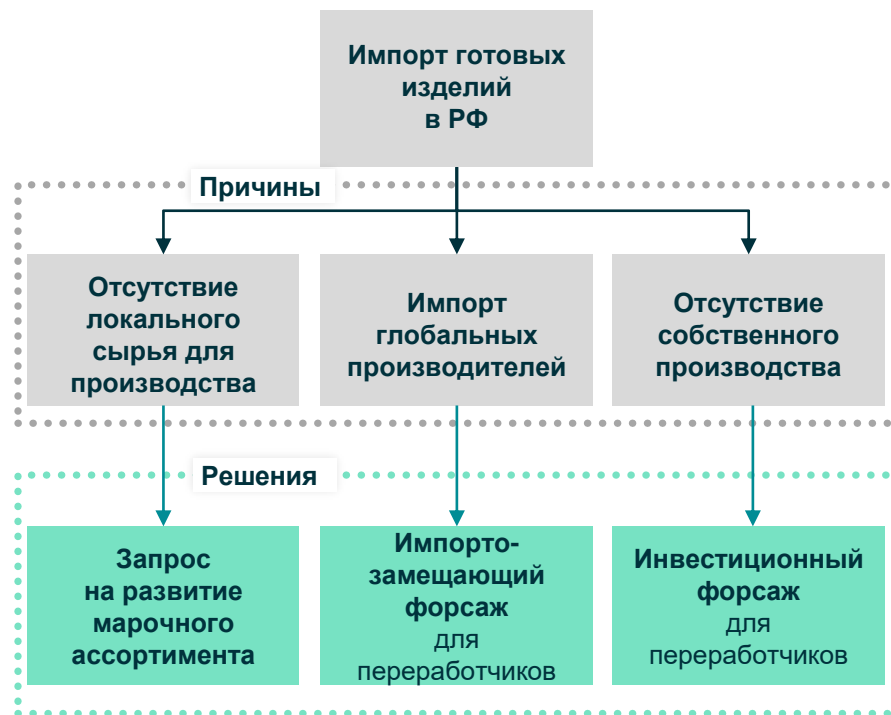 Импорт готовых
изделий
в РФ
Причины
Отсутствие
локального
сырья для
производства
Импорт
глобальных
производителей
Отсутствие
собственного
производства
Решения
Запрос
на развитие
марочного
ассортимента
Импорто-
замещающий
форсаж
для
переработчиков
Инвестиционный
форсаж
для
переработчиков